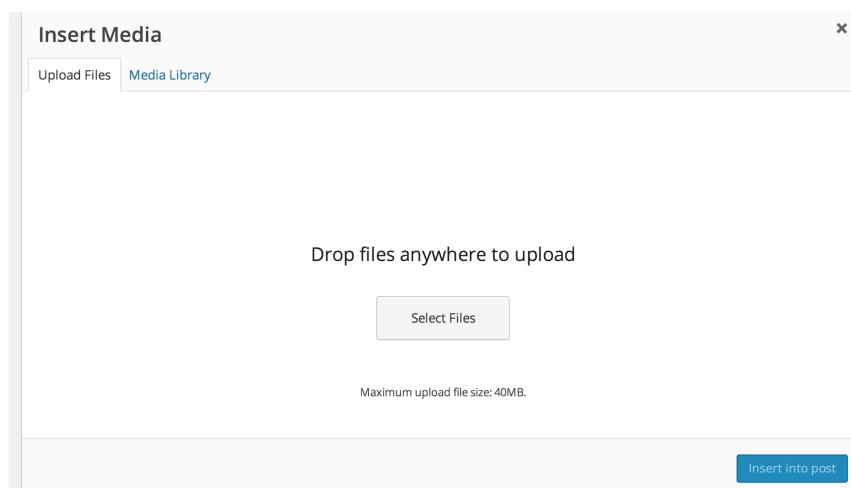 Insert Media
Upload Files Media Library
Drop files anywhere to upload
Select Files
Maximum upload file size: 40MB.
Insert into post